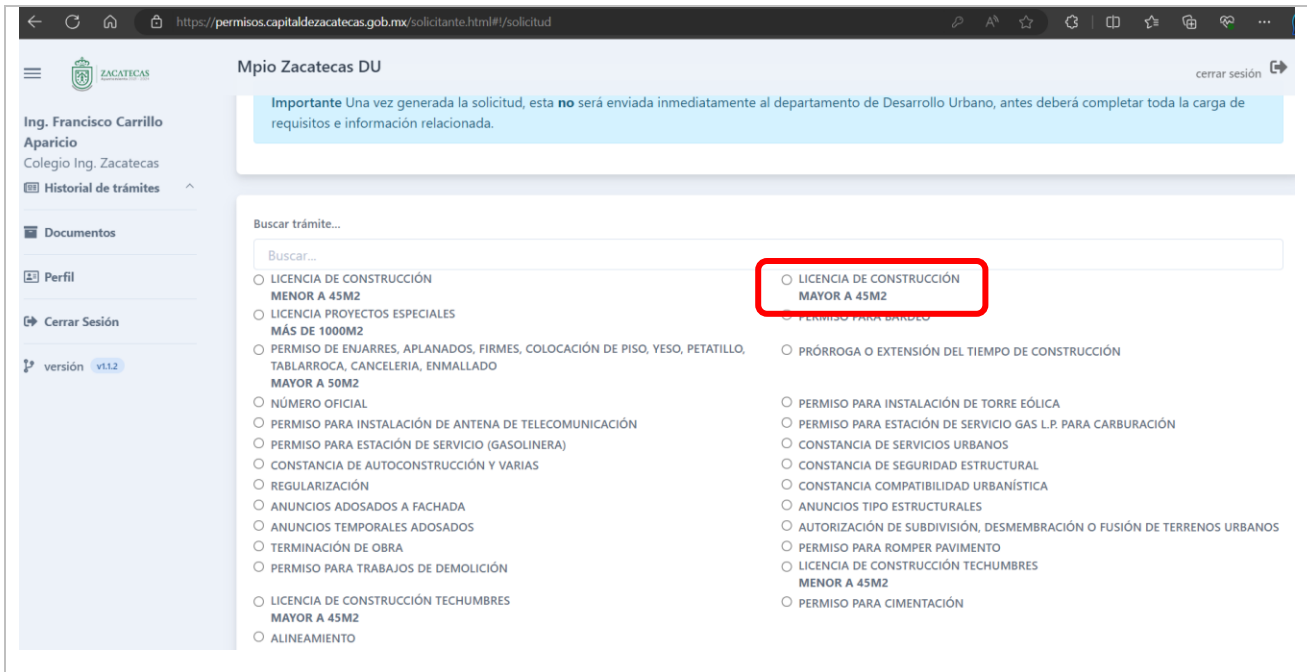 https://permisos.capitaldezacatecas.gob.mx/solicitante.html#!/solicitud
ZACATECAS
Mpio Zacatecas DU
cerrar sesión
Ing. Francisco Carrillo
Aparicio
Colegio Ing. Zacatecas
Historial de trámites
Documentos
Perfil
Cerrar Sesión
versión v1.1.2
Importante Una vez generada la solicitud, esta no será enviada inmediatamente al departamento de Desarrollo Urbano, antes deberá completar toda la carga de
requisitos e información relacionada.
Buscar trámite...
Buscar...
LICENCIA DE CONSTRUCCIÓN
MENOR A 45M2
LICENCIA DE CONSTRUCCIÓN
MAYOR A 45M2
LICENCIA PROYECTOS ESPECIALES
MÁS DE 1000M2
PERMISO PARA BARDEO
PERMISO DE ENJARRES, APLANADOS, FIRMES, COLOCACIÓN DE PISO, YESO, PETATILLO,
TABLARROCA, CANCELERIA, ENMALLADO
MAYOR A 50M2
PRÓRROGA O EXTENSIÓN DEL TIEMPO DE CONSTRUCCIÓN
NÚMERO OFICIAL
PERMISO PARA INSTALACIÓN DE TORRE EÓLICA
PERMISO PARA INSTALACIÓN DE ANTENA DE TELECOMUNICACIÓN
PERMISO PARA ESTACIÓN DE SERVICIO GAS L.P. PARA CARBURACIÓN
PERMISO PARA ESTACIÓN DE SERVICIO (GASOLINERA)
CONSTANCIA DE SERVICIOS URBANOS
CONSTANCIA DE AUTOCONSTRUCCIÓN Y VARIAS
CONSTANCIA DE SEGURIDAD ESTRUCTURAL
REGULARIZACIÓN
CONSTANCIA COMPATIBILIDAD URBANÍSTICA
ANUNCIOS ADOSADOS A FACHADA
ANUNCIOS TIPO ESTRUCTURALES
ANUNCIOS TEMPORALES ADOSADOS
AUTORIZACIÓN DE SUBDIVISIÓN, DESMEMBRACIÓN O FUSIÓN DE TERRENOS URBANOS
TERMINACIÓN DE OBRA
PERMISO PARA ROMPER PAVIMENTO
PERMISO PARA TRABAJOS DE DEMOLICIÓN
LICENCIA DE CONSTRUCCIÓN TECHUMBRES
MENOR A 45M2
LICENCIA DE CONSTRUCCIÓN TECHUMBRES
MAYOR A 45M2
PERMISO PARA CIMENTACIÓN
ALINEAMIENTO